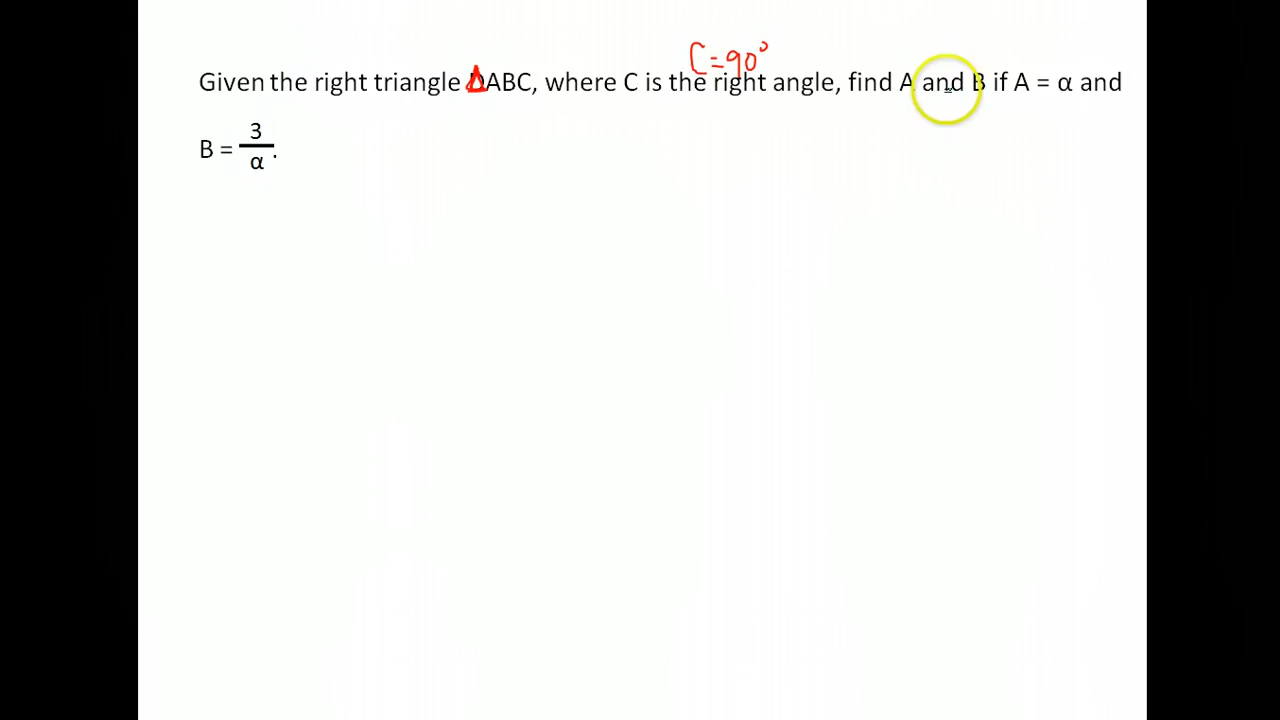 C=90°
Given the right triangle ΔABC, where C is the right angle, find A and B if A = α and
B = 3/α.